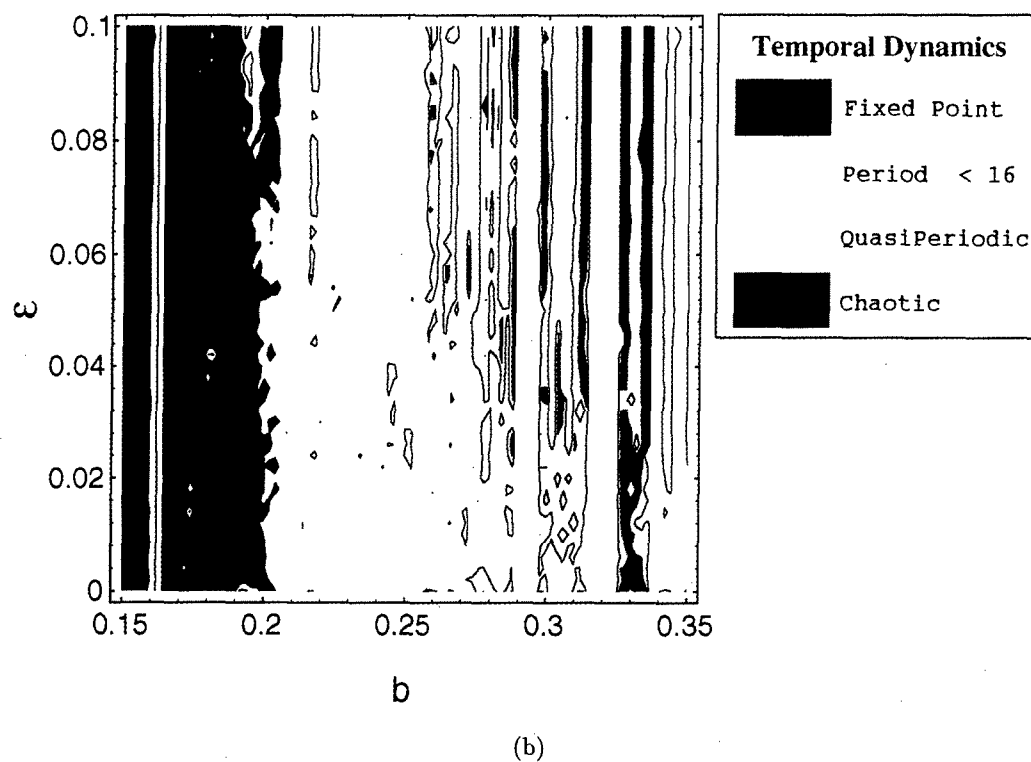 0.1
0.08
0.06
0.04
0.02
0
ε
0.15
0.2
0.25
0.3
0.35
b
Temporal Dynamics
Fixed Point
Period < 16
QuasiPeriodic
Chaotic
(b)